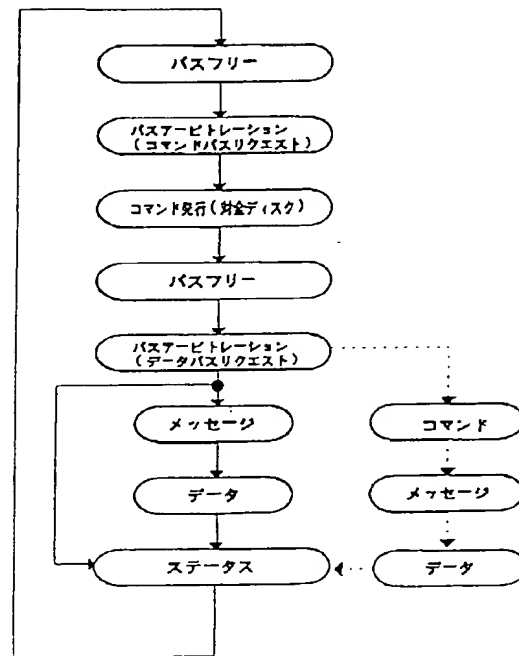 バスフリー
バスアービトレーション
(コマンドバスリクエスト)
コマンド発行(対全ディスク)
バスフリー
バスアービトレーション
(データバスリクエスト)
メッセージ
データ
ステータス
コマンド
メッセージ
データ